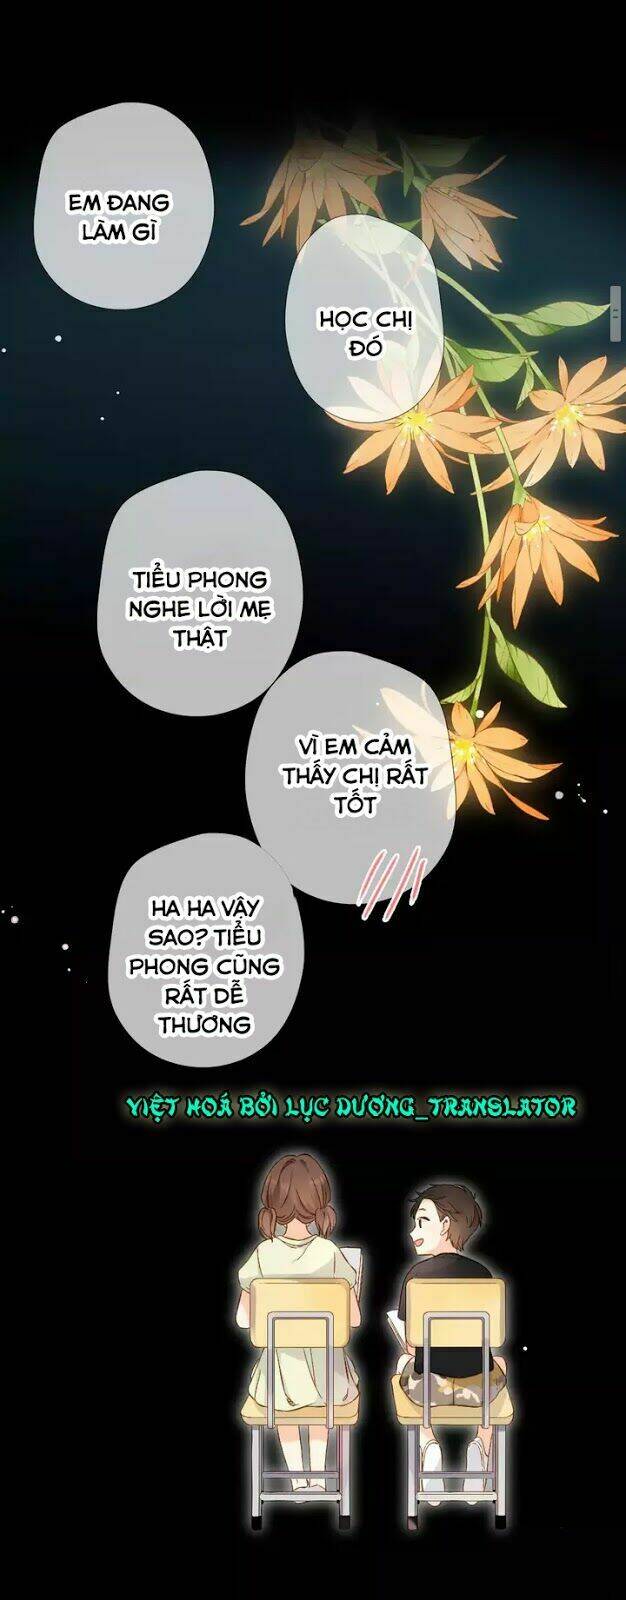 EM ĐANG
LÀM GÌ
HỌC CHỊ
ĐÓ
TIỂU PHONG
NGHE LỜI MẸ
THẬT
VÌ EM CẢM
THẤY CHỊ RẤT
TỐT
HA HA VẬY
SAO? TIỂU
PHONG CŨNG
RẤT DỄ
THƯƠNG
VIỆT HOÁ BỞI LỤC DƯƠNG_TRANSLATOR